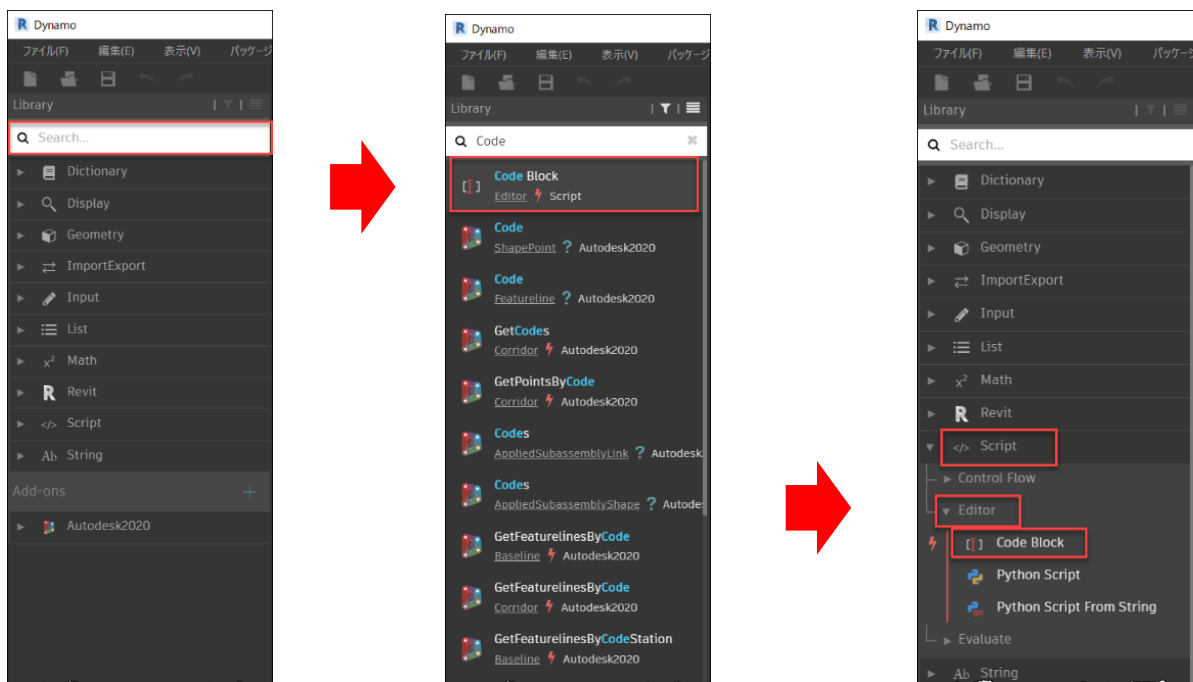 Dynamo
ファイル(F) 編集(E) 表示(V) パッケージ
Library
Search...
Dictionary
Display
Geometry
ImportExport
Input
List
Math
Revit
Script
String
Add-ons
Autodesk2020
Dynamo
ファイル(F) 編集(E) 表示(V) パッケージ
Library
Code
Code Block
Editor Script
Code
ShapePoint ? Autodesk2020
Code
Featureline ? Autodesk2020
GetCodes
Corridor Autodesk2020
GetPointsByCode
Corridor Autodesk2020
Codes
AppliedSubassemblyLink ? Autodesk
Codes
AppliedSubassemblyShape ? Autode
GetFeaturelinesByCode
Baseline Autodesk2020
GetFeaturelinesByCode
Corridor Autodesk2020
GetFeaturelinesByCodeStation
Baseline Autodesk2020
Dynamo
ファイル(F) 編集(E) 表示(V) パッケージ
Library
Search...
Dictionary
Display
Geometry
ImportExport
Input
List
Math
Revit
Script
Control Flow
Editor
Code Block
Python Script
Python Script From String
Evaluate
String